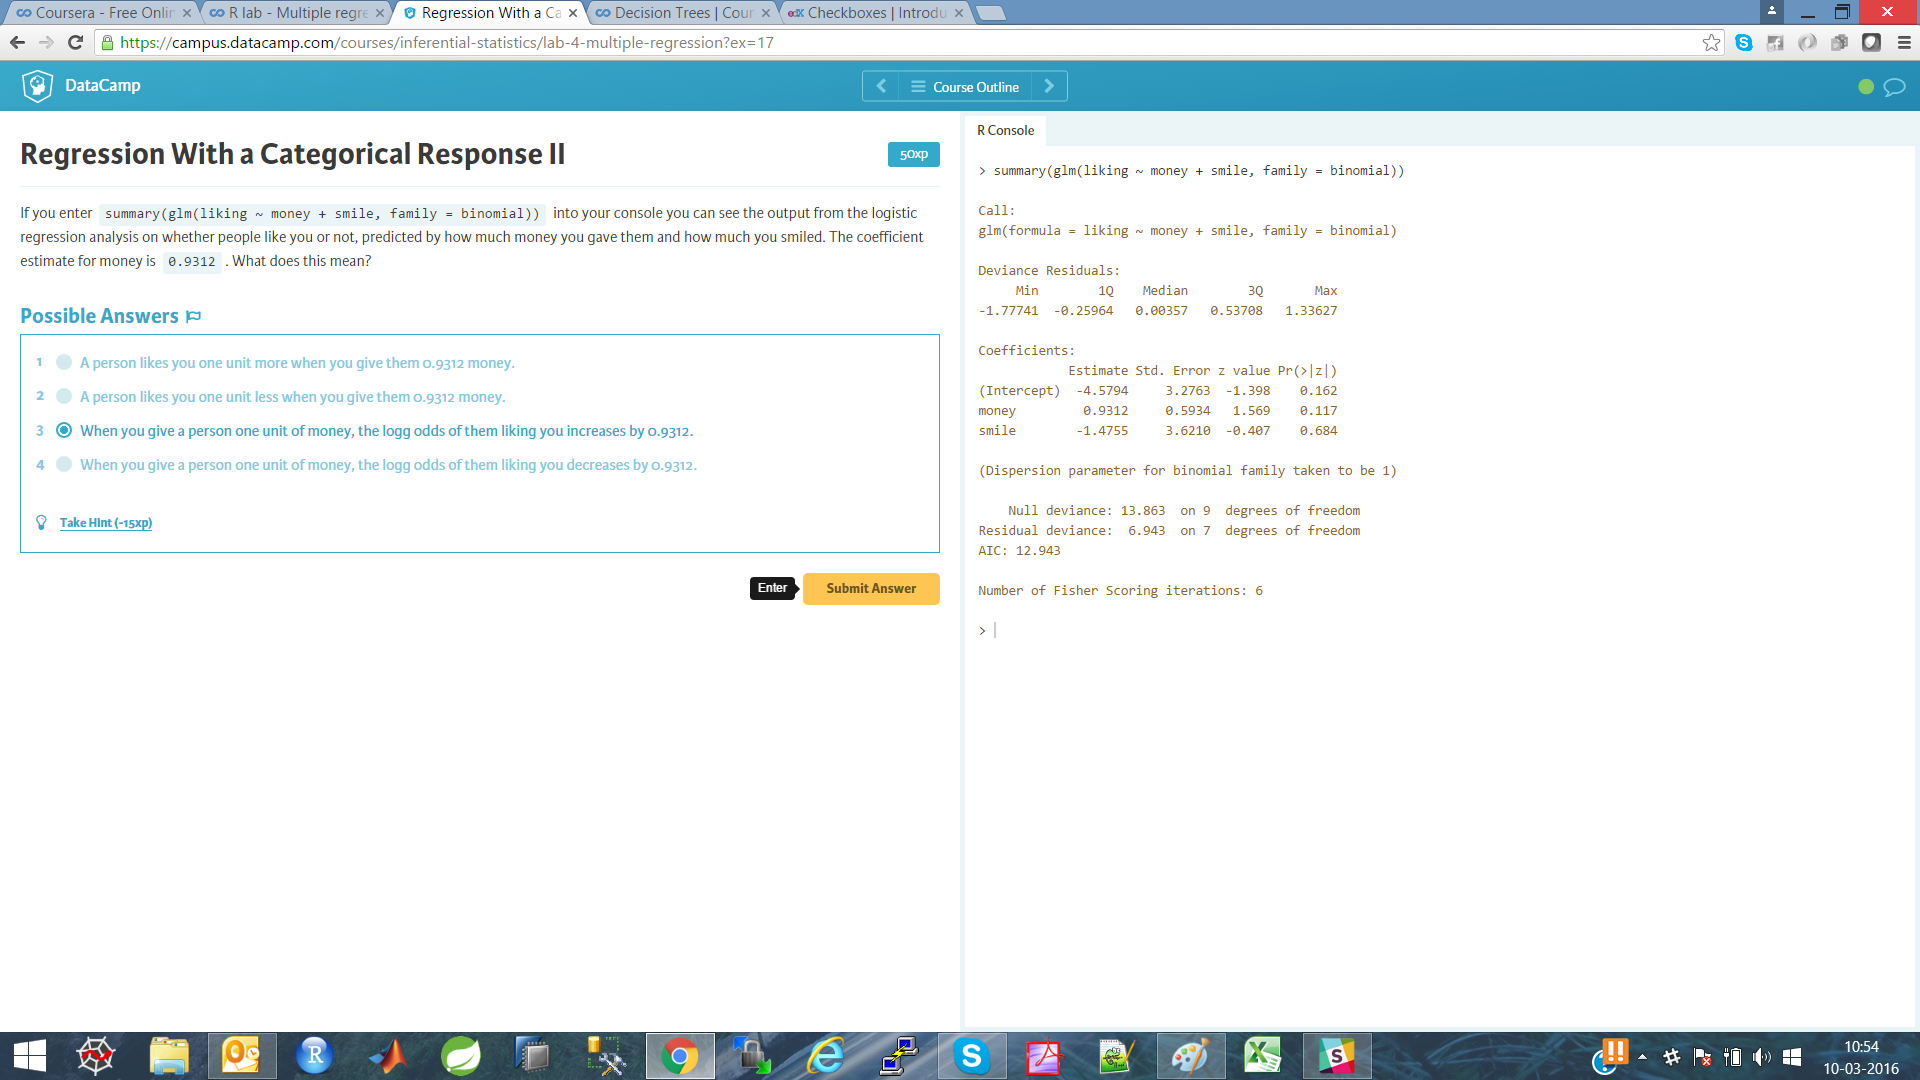 Coursera - Free Onlin
R lab - Multiple regre
Regression With a Ca
Decision Trees | Cour
edX Checkboxes | Introdu
https://campus.datacamp.com/courses/inferential-statistics/lab-4-multiple-regression?ex=17
DataCamp
Course Outline
Regression With a Categorical Response II
50xp
If you enter summary(glm(liking ~ money + smile, family = binomial)) into your console you can see the output from the logistic
regression analysis on whether people like you or not, predicted by how much money you gave them and how much you smiled. The coefficient
estimate for money is 0.9312 . What does this mean?
Possible Answers
1 A person likes you one unit more when you give them 0.9312 money.
2 A person likes you one unit less when you give them 0.9312 money.
3 When you give a person one unit of money, the logg odds of them liking you increases by 0.9312.
4 When you give a person one unit of money, the logg odds of them liking you decreases by 0.9312.
Take Hint (-15xp)
Enter
Submit Answer
R Console
> summary(glm(liking ~ money + smile, family = binomial))
Call:
glm(formula = liking ~ money + smile, family = binomial)
Deviance Residuals:
Min 1Q Median 3Q Max
-1.77741 -0.25964 0.00357 0.53708 1.33627
Coefficients:
Estimate Std. Error z value Pr(>|z|)
(Intercept) -4.5794 3.2763 -1.398 0.162
money 0.9312 0.5934 1.569 0.117
smile -1.4755 3.6210 -0.407 0.684
(Dispersion parameter for binomial family taken to be 1)
Null deviance: 13.863 on 9 degrees of freedom
Residual deviance: 6.943 on 7 degrees of freedom
AIC: 12.943
Number of Fisher Scoring iterations: 6
>
10:54
10-03-2016